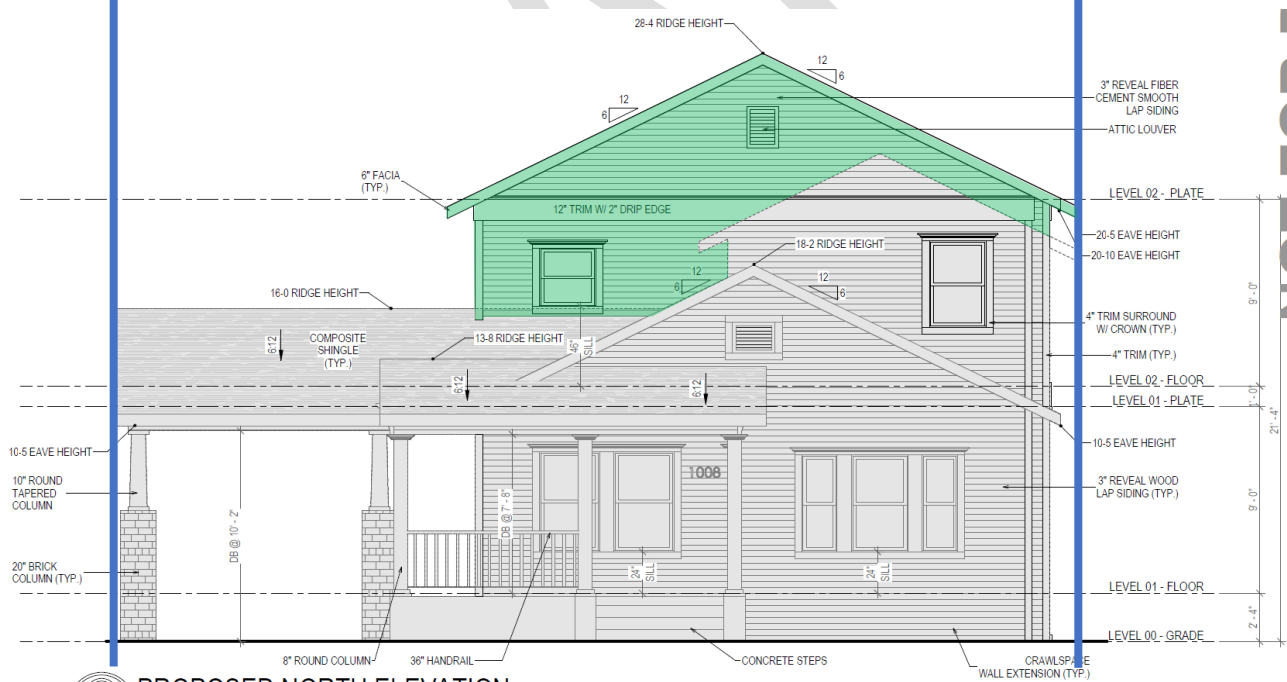 28-4 RIDGE HEIGHT
12
6
12
6
3" REVEAL FIBER
CEMENT SMOOTH
LAP SIDING
ATTIC LOUVER
6" FACIA
(TYP.)
LEVEL 02 - PLATE
12" TRIM W/ 2" DRIP EDGE
20-5 EAVE HEIGHT
18-2 RIDGE HEIGHT
20-10 EAVE HEIGHT
12
6
12
6
16-0 RIDGE HEIGHT
9' - 0"
4" TRIM SURROUND
W/ CROWN (TYP.)
COMPOSITE
SHINGLE
(TYP.)
6:12
13-8 RIDGE HEIGHT
46"
SILL
4" TRIM (TYP.)
6:12
6:12
LEVEL 02 - FLOOR
1' - 0"
LEVEL 01 - PLATE
21' - 4"
10-5 EAVE HEIGHT
10-5 EAVE HEIGHT
1008
10" ROUND
TAPERED
COLUMN
3" REVEAL WOOD
LAP SIDING (TYP.)
DB @ 10' - 2"
DB @ 7' - 8"
9' - 0"
20" BRICK
COLUMN (TYP.)
24"
SILL
24"
SILL
LEVEL 01 - FLOOR
2' - 4"
LEVEL 00 - GRADE
8" ROUND COLUMN
36" HANDRAIL
CONCRETE STEPS
CRAWLSPACE
WALL EXTENSION (TYP.)
PROPOSED NORTH ELEVATION